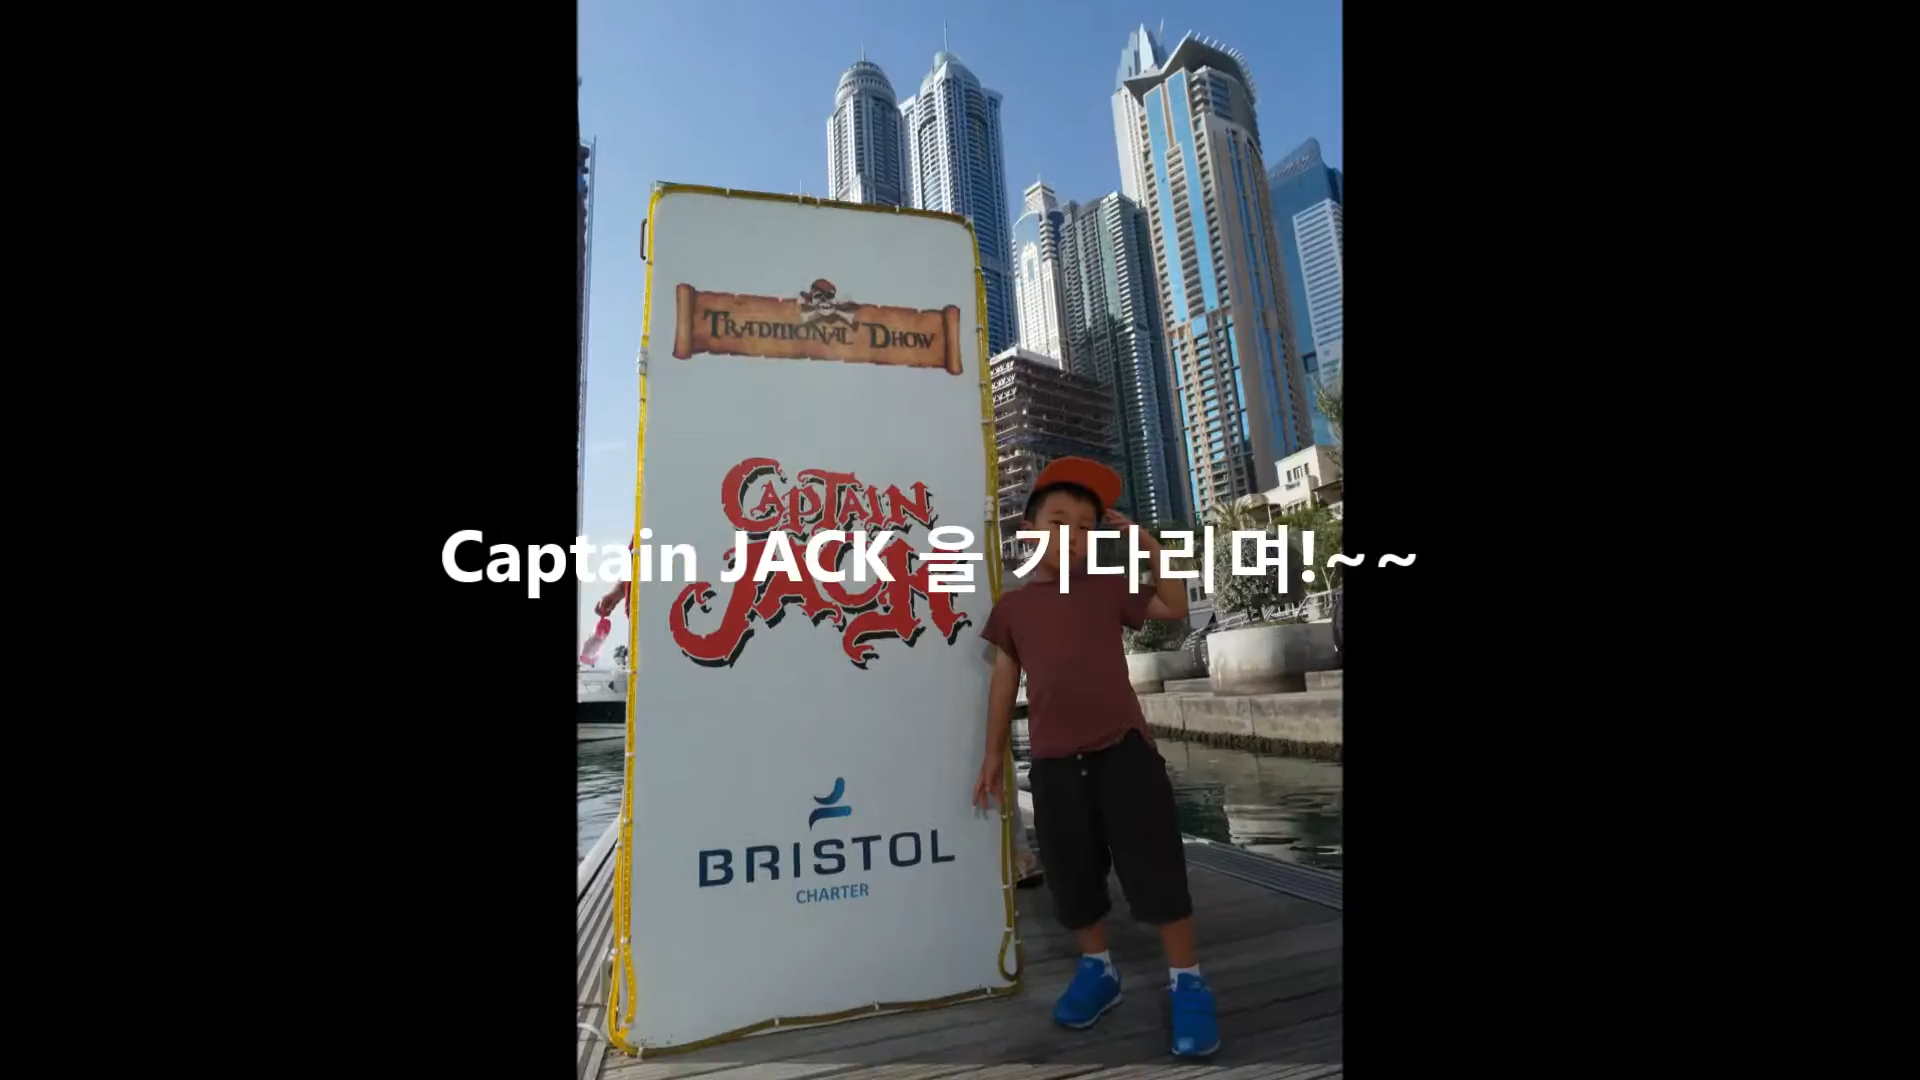 TRADITIONAL DHOW
CAPTAIN
JACK
Captain JACK 을 기다리며!~~
BRISTOL
CHARTER